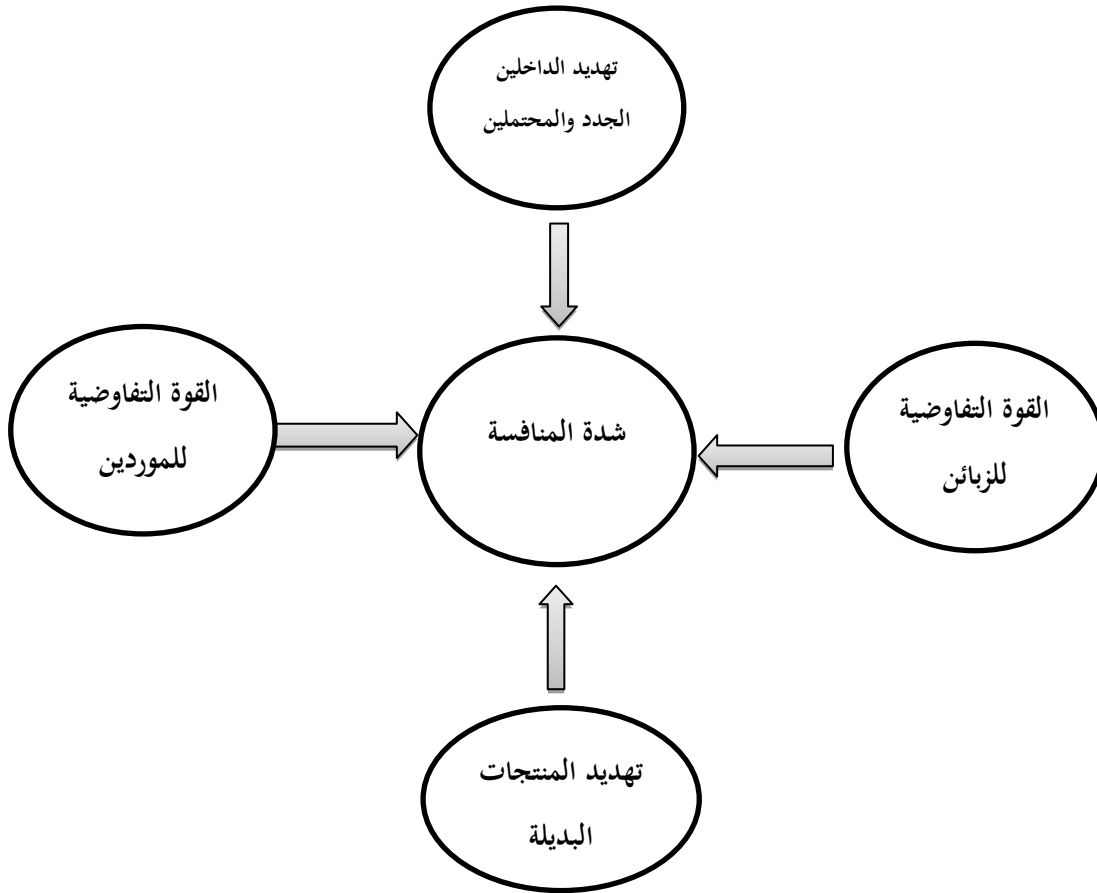 تهديد الداخلين
الجدد والمحتملين
القوة التفاوضية
للزبائن
شدة المنافسة
القوة التفاوضية
للموردين
تهديد المنتجات
البديلة